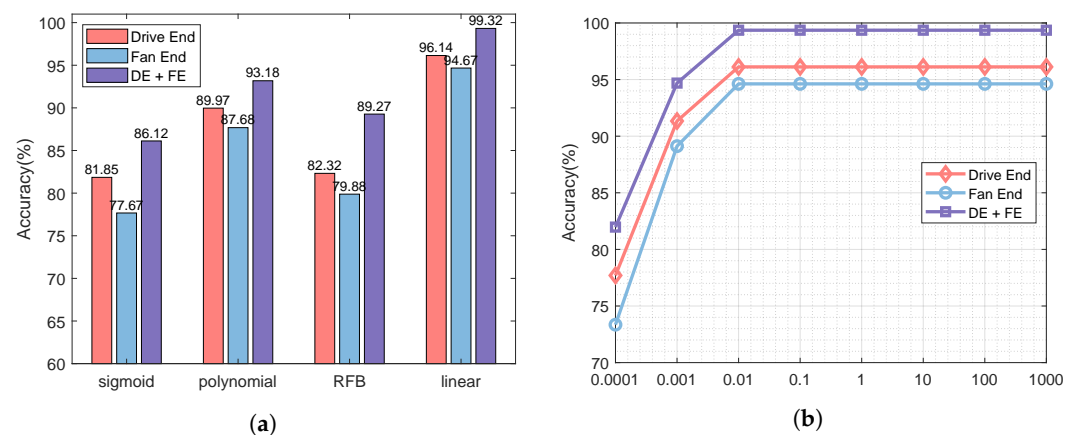 100
95
90
85
80
75
70
65
60
Accuracy(%)
Drive End
Fan End
DE + FE
81.85
77.67
86.12
89.97
87.68
93.18
82.32
79.88
89.27
96.14
94.67
99.32
sigmoid
polynomial
RFB
linear
(a)
100
95
90
85
80
75
70
Accuracy(%)
Drive End
Fan End
DE + FE
0.0001
0.001
0.01
0.1
1
10
100
1000
(b)